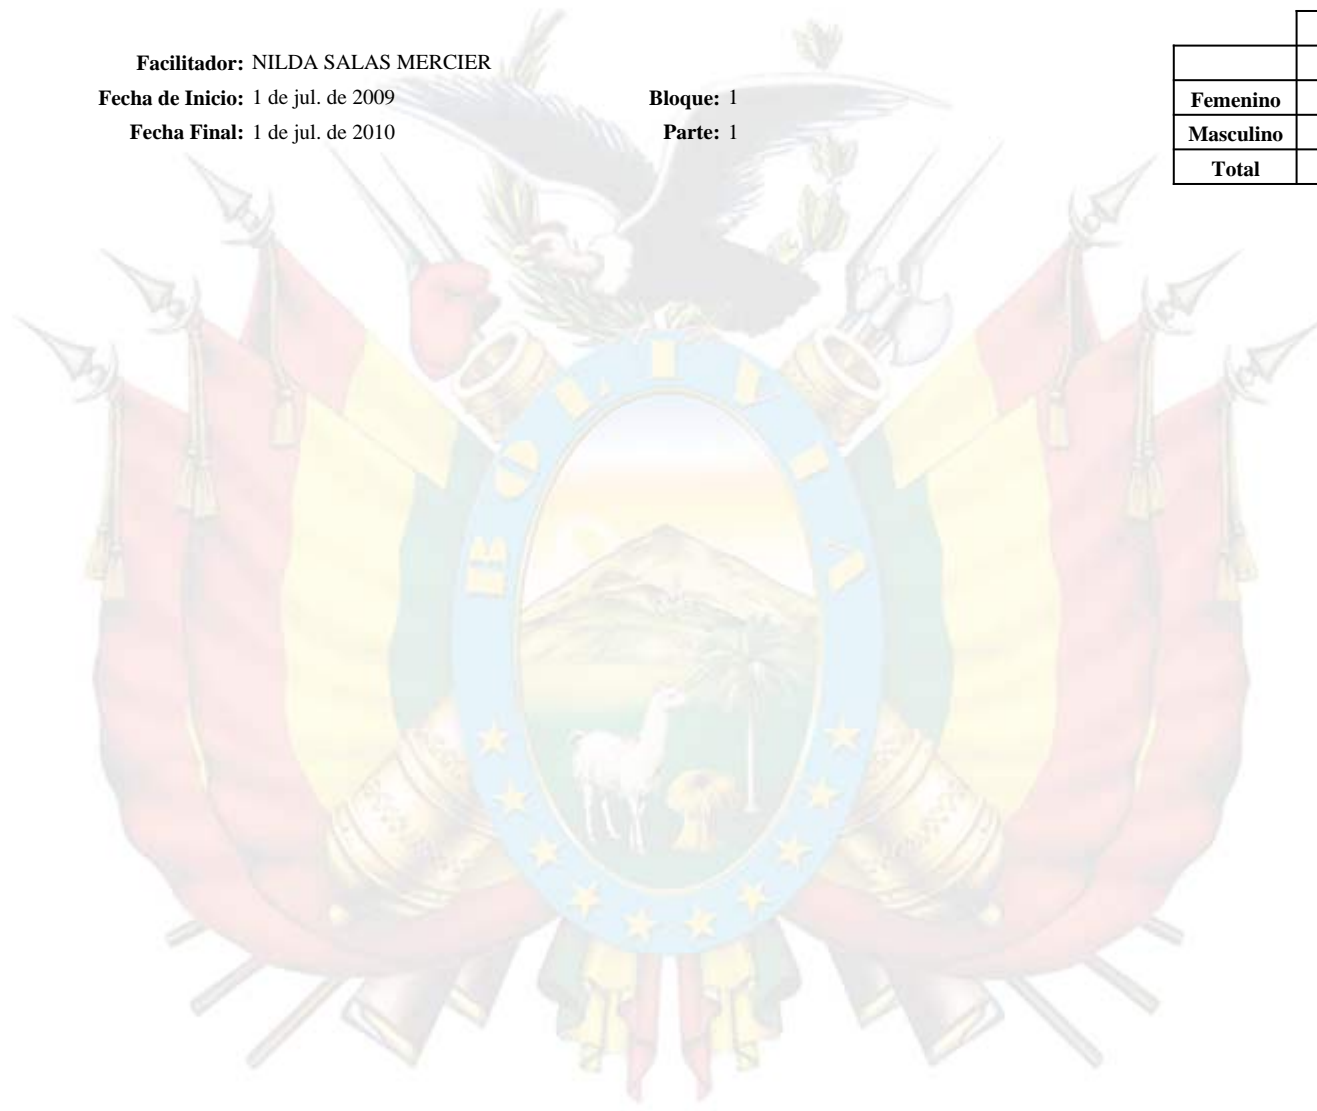 Facilitador: NILDA SALAS MERCIER
Fecha de Inicio: 1 de jul. de 2009
Bloque: 1
Fecha Final: 1 de jul. de 2010
Parte: 1
Femenino
Masculino
Total
BOLIVIA